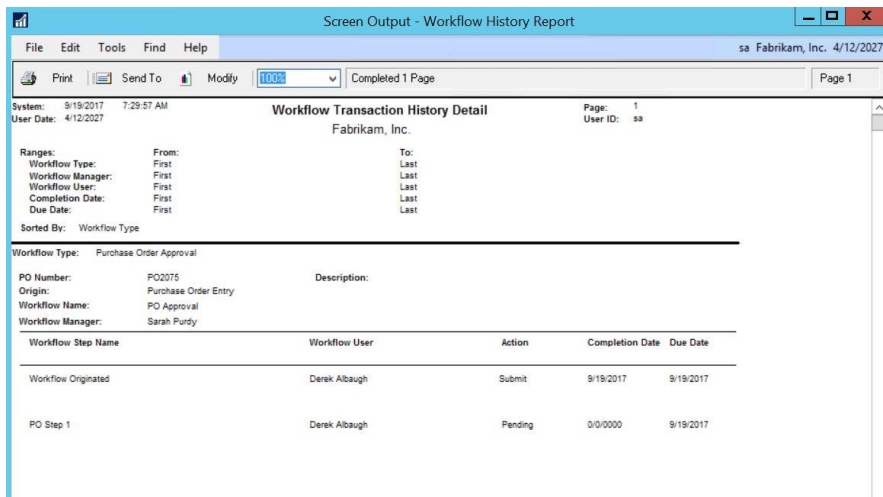 Screen Output - Workflow History Report
x
File Edit Tools Find Help sa Fabrikam, Inc. 4/12/2027
Print Send To Modify 100% Completed 1 Page Page 1
System: 9/19/2017 7:29:57 AM Workflow Transaction History Detail Page: 1
User Date: 4/12/2027 Fabrikam, Inc. User ID: sa
Ranges: From: To:
Workflow Type: First Last
Workflow Manager: First Last
Workflow User: First Last
Completion Date: First Last
Due Date: First Last
Sorted By: Workflow Type
Workflow Type: Purchase Order Approval
PO Number: PO2075 Description:
Origin: Purchase Order Entry
Workflow Name: PO Approval
Workflow Manager: Sarah Purdy
Workflow Step Name Workflow User Action Completion Date Due Date
Workflow Originated Derek Albaugh Submit 9/19/2017 9/19/2017
PO Step 1 Derek Albaugh Pending 0/0/0000 9/19/2017